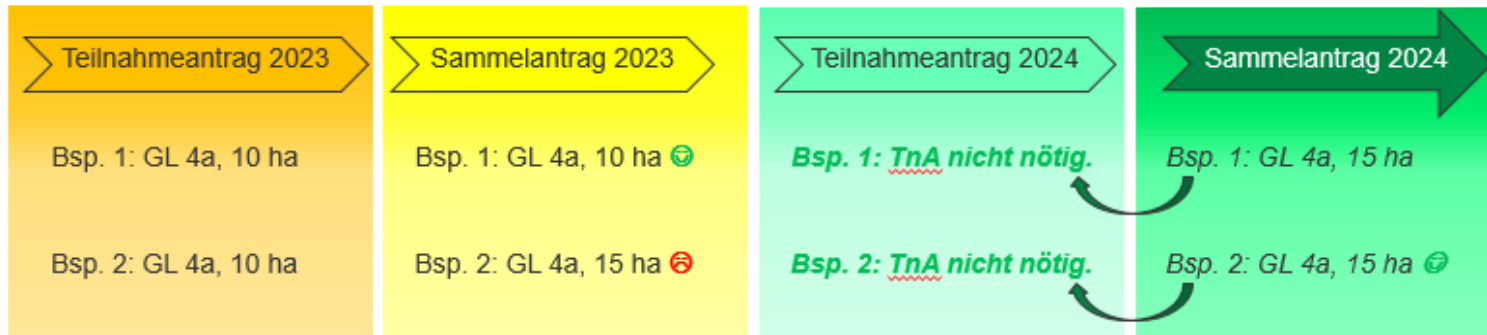 Teilnahmeantrag 2023
Bsp. 1: GL 4a, 10 ha
Bsp. 2: GL 4a, 10 ha
Sammelantrag 2023
Bsp. 1: GL 4a, 10 ha
Bsp. 2: GL 4a, 15 ha
Teilnahmeantrag 2024
Bsp. 1: TnA nicht nötig.
Bsp. 2: TnA nicht nötig.
Sammelantrag 2024
Bsp. 1: GL 4a, 15 ha
Bsp. 2: GL 4a, 15 ha